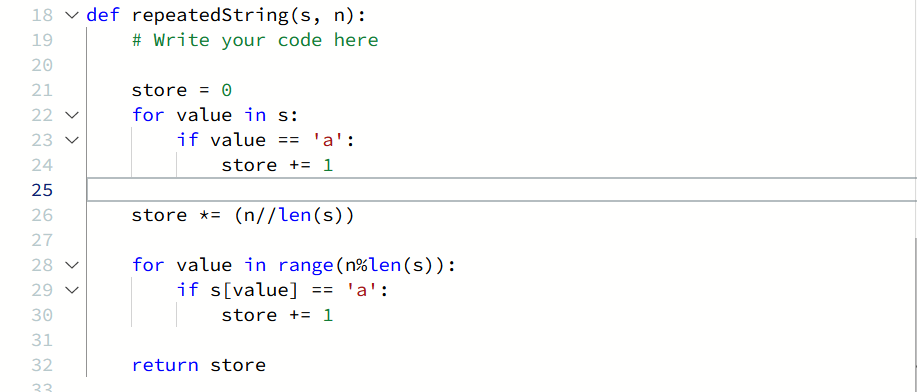 18 def repeatedString(s, n):
19 # Write your code here
20
21 store = 0
22 for value in s:
23 if value == 'a':
24 store += 1
25
26 store *= (n//len(s))
27
28 for value in range(n%len(s)):
29 if s[value] == 'a':
30 store += 1
31
32 return store
33